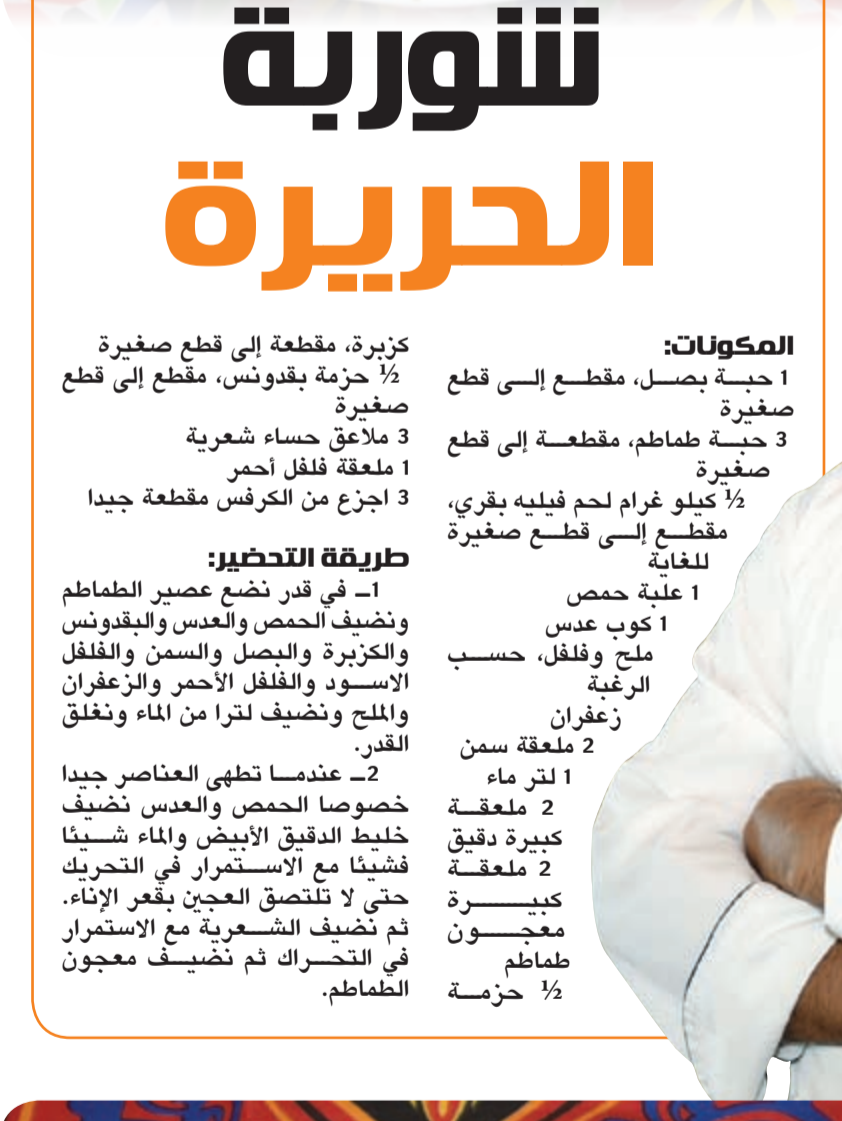 شوربة
الحريرة
المكونات:
1 حبة بصل، مقطع إلى قطع
صغيرة
3 حبة طماطم، مقطعة إلى قطع
صغيرة
½ كيلو غرام لحم فيليه بقري،
مقطع إلى قطع صغيرة
للغاية
1 علبة حمص
1 كوب عدس
ملح وفلفل، حسب
الرغبة
زعفران
2 ملعقة سمن
1 لتر ماء
2 ملعقة
كبيرة دقيق
2 ملعقة
كبيرة
معجون
طماطم
½ حزمة
كزبرة، مقطعة إلى قطع صغيرة
½ حزمة بقدونس، مقطع إلى قطع
صغيرة
3 ملاعق حساء شعرية
1 ملعقة فلفل أحمر
3 اجزع من الكرفس مقطعة جيدا
طريقة التحضير:
1ـ في قدر نضع عصير الطماطم
ونضيف الحمص والعدس والبقدونس
والكزبرة والبصل والسمن والفلفل
الاسود والفلفل الأحمر والزعفران
والملح ونضيف لترا من الماء ونغلق
القدر.
2ـ عندما تطهى العناصر جيدا
خصوصا الحمص والعدس نضيف
خليط الدقيق الأبيض والماء شيئا
فشيئا مع الاستمرار في التحريك
حتى لا تلتصق العجين بقعر الإناء.
ثم نضيف الشعرية مع الاستمرار
في التحراك ثم نضيف معجون
الطماطم.